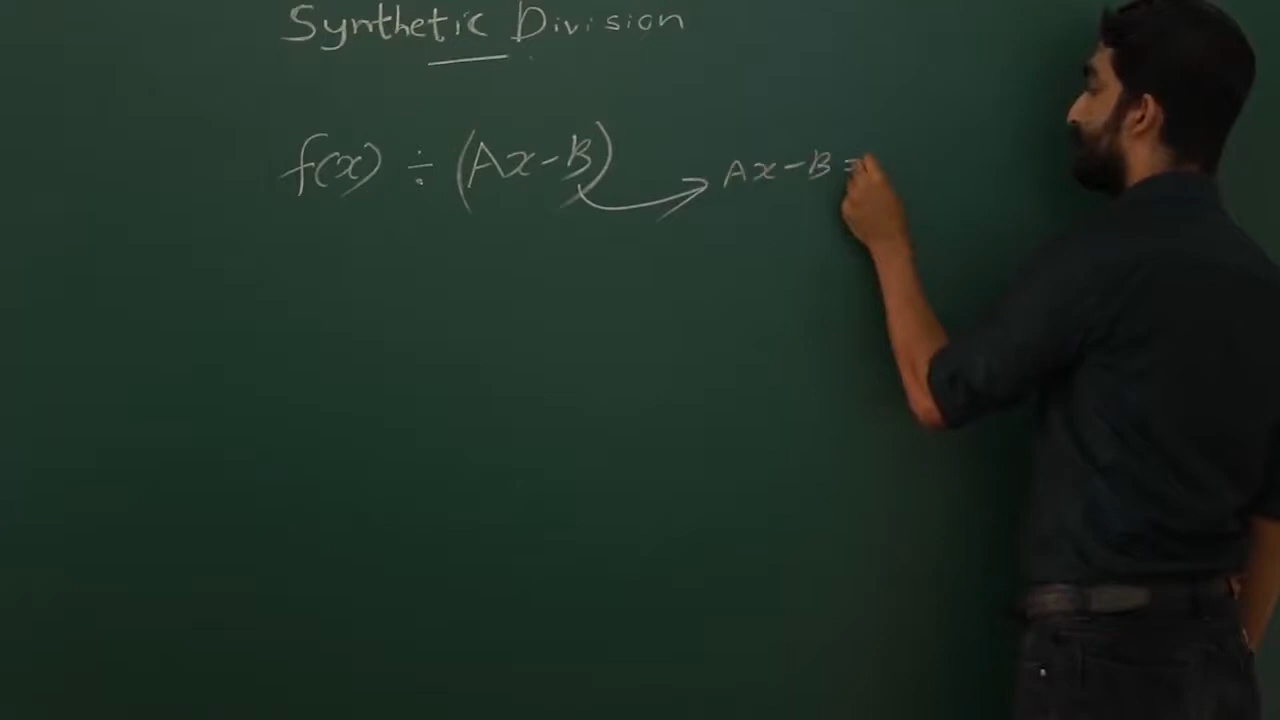 Synthetic Division
f(x) ÷ (Ax-B) → Ax-B =